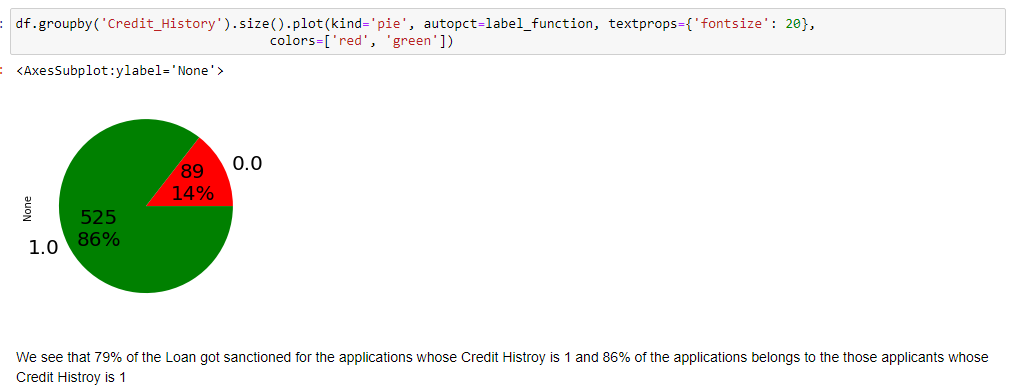 : df.groupby('Credit_History').size().plot(kind='pie', autopct=label_function, textprops={'fontsize': 20},
colors=['red', 'green'])
: <AxesSubplot:ylabel='None'>
0.0
89
14%
None
525
86%
1.0
We see that 79% of the Loan got sanctioned for the applications whose Credit Histroy is 1 and 86% of the applications belongs to the those applicants whose
Credit Histroy is 1